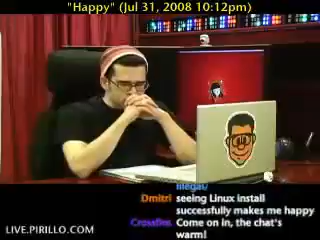 "Happy" (Jul 31, 2008 10:12pm)
illegal/
Dmitri seeing Linux install
successfully makes me happy
Crossfire Come on in, the chat's
warm!
LIVE.PIRILLO.COM